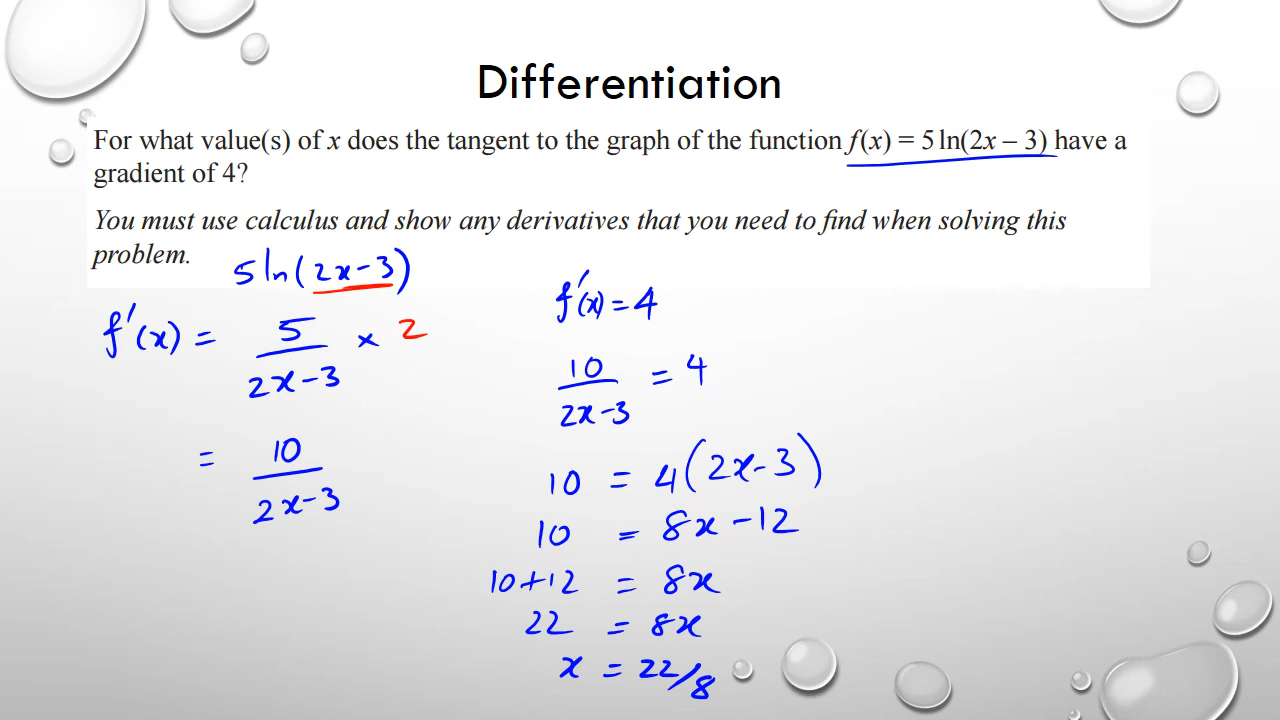 Differentiation
For what value(s) of x does the tangent to the graph of the function f(x) = 5 ln(2x – 3) have a
gradient of 4?
You must use calculus and show any derivatives that you need to find when solving this
problem.
5 ln(2x-3)
f'(x) = 5/(2x-3) × 2
= 10/(2x-3)
f'(x) = 4
10/(2x-3) = 4
10 = 4(2x-3)
10 = 8x-12
10+12 = 8x
22 = 8x
x = 22/8